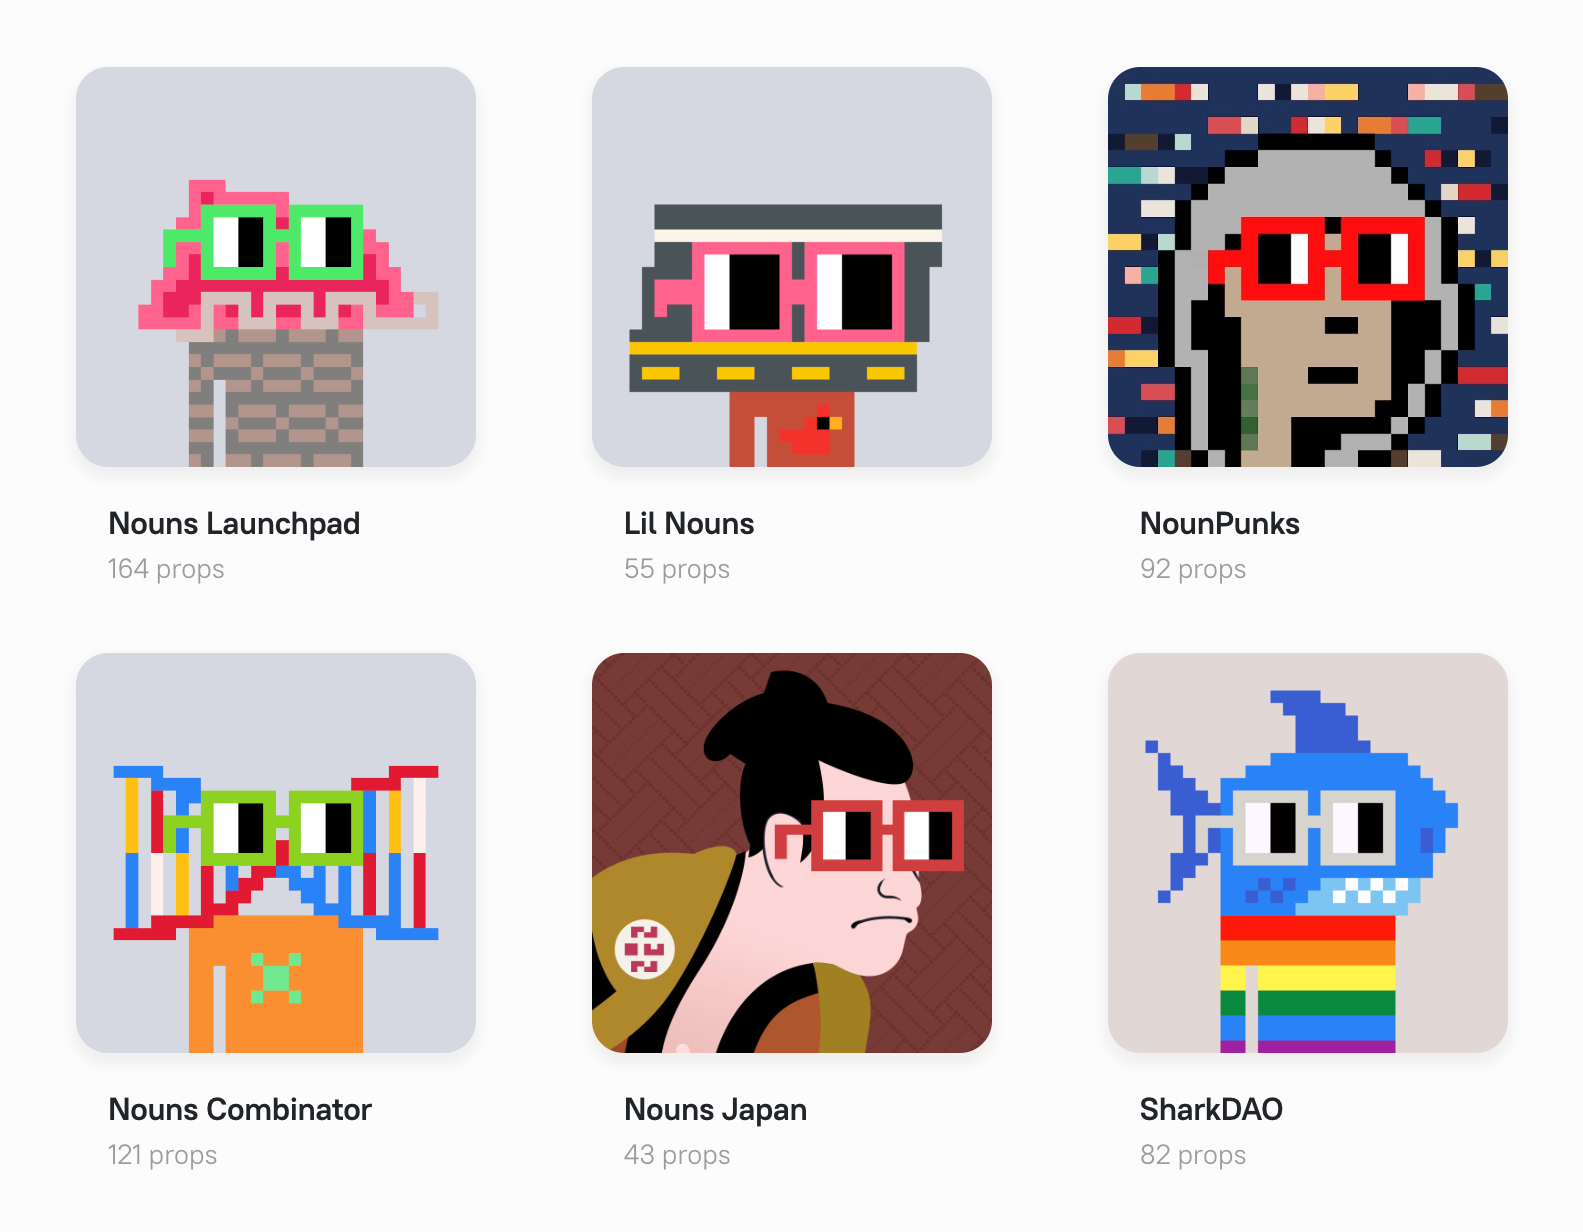 Nouns Launchpad
164 props
Lil Nouns
55 props
NounPunks
92 props
Nouns Combinator
121 props
Nouns Japan
43 props
SharkDAO
82 props